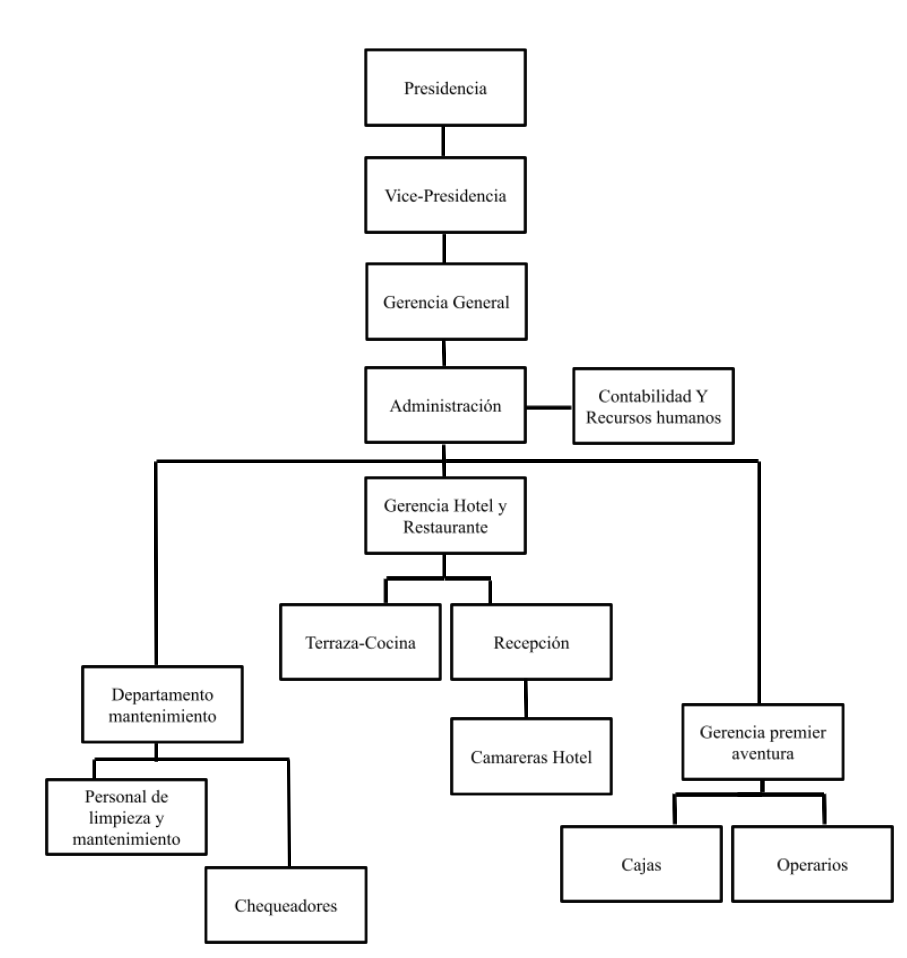 Presidencia
Vice-Presidencia
Gerencia General
Administración
Contabilidad Y
Recursos humanos
Gerencia Hotel y
Restaurante
Terraza-Cocina
Recepción
Departamento
mantenimiento
Gerencia premier
aventura
Camareras Hotel
Personal de
limpieza y
mantenimiento
Cajas
Operarios
Chequeadores